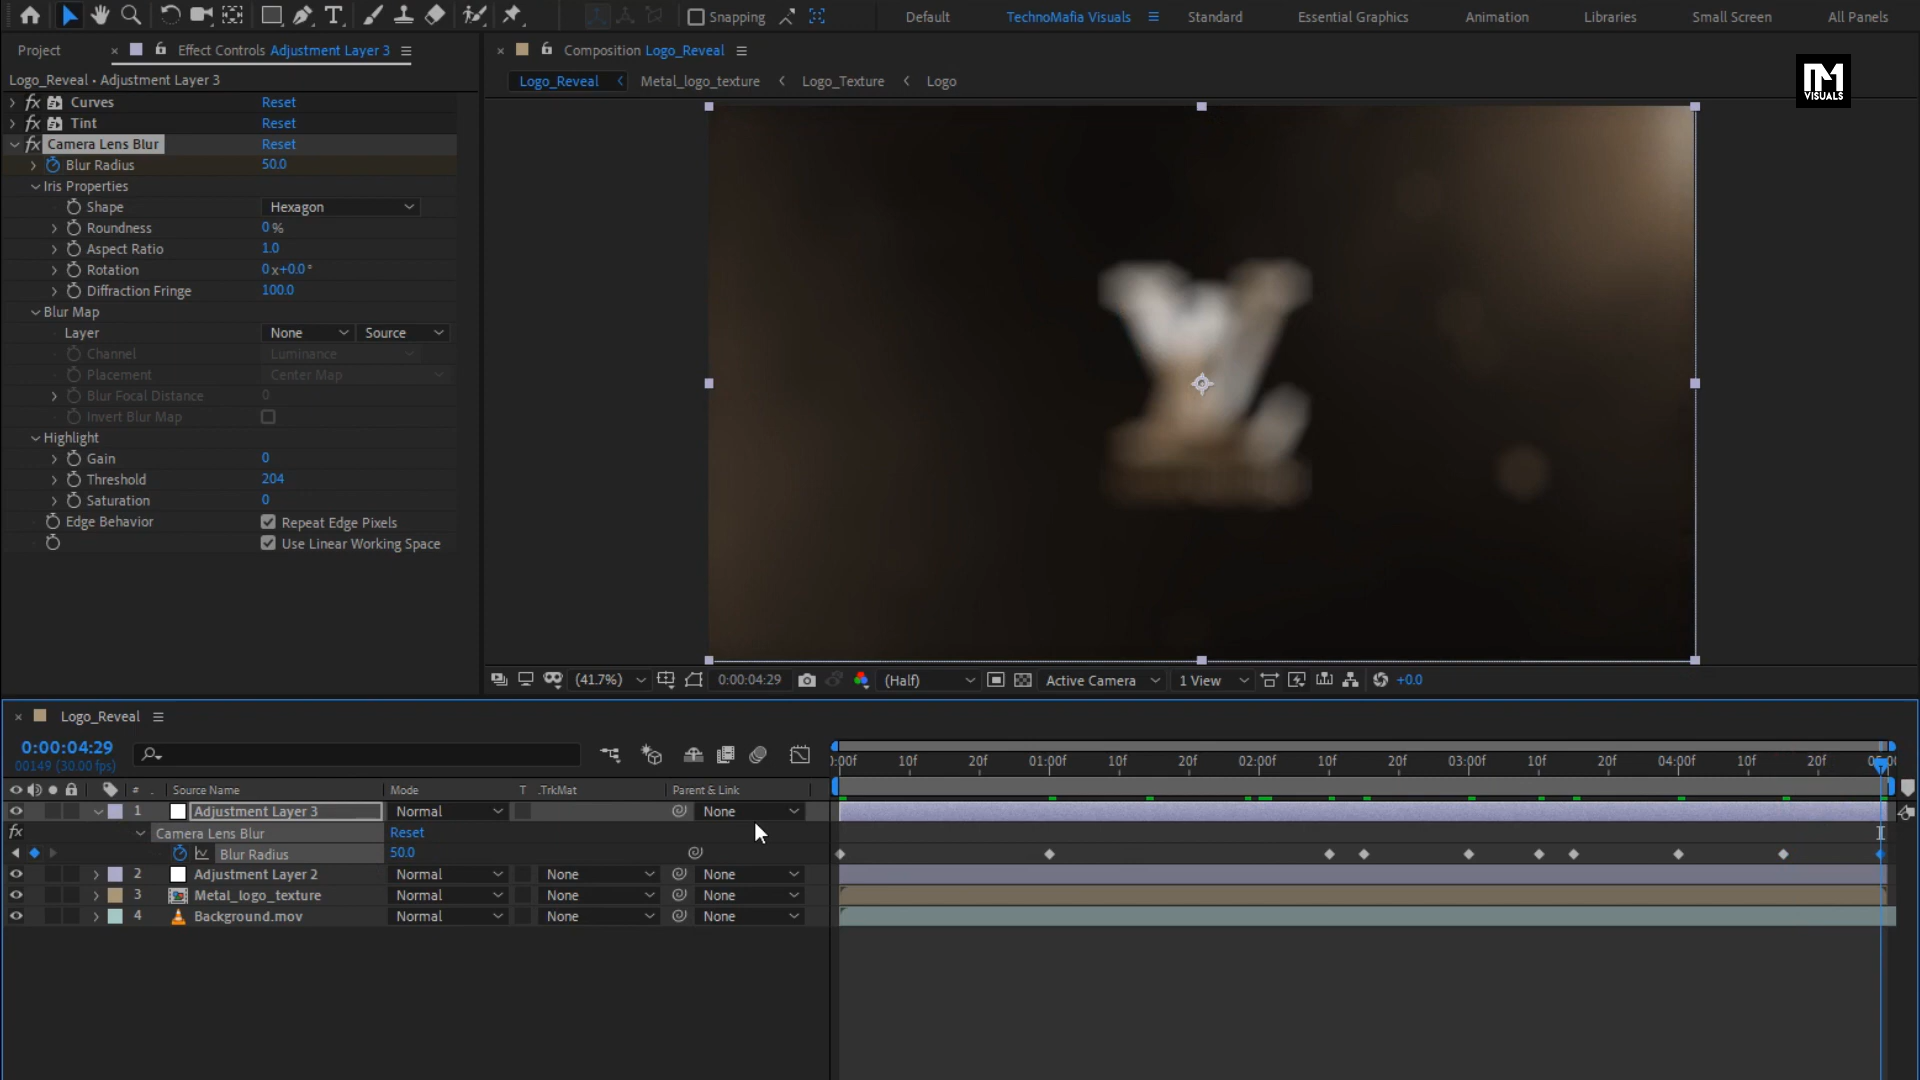 Snapping
Default
TechnoMafia Visuals
Standard
Essential Graphics
Animation
Libraries
Small Screen
All Panels
Project
Effect Controls Adjustment Layer 3
Composition Logo_Reveal
VISUALS
Logo_Reveal • Adjustment Layer 3
Logo_Reveal
Metal_logo_texture
Logo_Texture
Logo
fx Curves Reset
fx Tint Reset
fx Camera Lens Blur Reset
Blur Radius 50.0
Iris Properties
Shape Hexagon
Roundness 0 %
Aspect Ratio 1.0
Rotation 0 x+0.0 °
Diffraction Fringe 100.0
Blur Map
Layer None Source
Channel Luminance
Placement Center Map
Blur Focal Distance 0
Invert Blur Map
Highlight
Gain 0
Threshold 204
Saturation 0
Edge Behavior Repeat Edge Pixels
Use Linear Working Space
(41.7%) 0:00:04:29 (Half) Active Camera 1 View +0.0
Logo_Reveal
0:00:04:29
00149 (30.00 fps)
):00f 10f 20f 01:00f 10f 20f 02:00f 10f 20f 03:00f 10f 20f 04:00f 10f 20f
# Source Name Mode T .TrkMat Parent & Link
1 Adjustment Layer 3 Normal None
fx Camera Lens Blur Reset
Blur Radius 50.0
2 Adjustment Layer 2 Normal None None
3 Metal_logo_texture Normal None None
4 Background.mov Normal None None